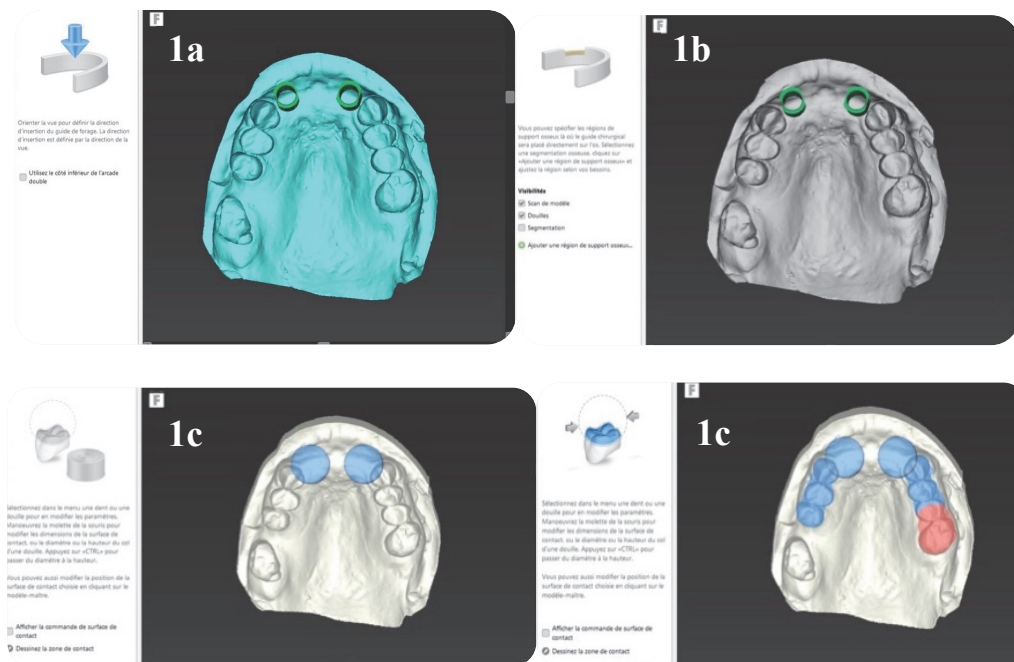 F
1a
Orienter la vue pour définir la direction
d'insertion du guide de forage. La direction
d'insertion est définie par la direction de la
vue.
Utilisez le côté inférieur de l'arcade
double
F
1b
Vous pouvez spécifier les régions de
support osseux là où le guide chirurgical
sera placé directement sur l'os. Sélectionnez
une segmentation osseuse, cliquez sur
«Ajouter une région de support osseux» et
ajustez la région selon vos besoins.
Visibilités
Scan de modèle
Douilles
Segmentation
Ajouter une région de support osseux...
F
1c
Sélectionnez dans le menu une dent ou une
douille pour en modifier les paramètres.
Manoeuvrez la molette de la souris pour
modifier les dimensions de la surface de
contact, ou le diamètre ou la hauteur du col
d'une douille. Appuyez sur «CTRL» pour
passer du diamètre à la hauteur.
Vous pouvez aussi modifier la position de la
surface de contact choisie en cliquant sur le
modèle-maître.
Afficher la commande de surface de
contact
Dessinez la zone de contact
F
1c
Sélectionnez dans le menu une dent ou une
douille pour en modifier les paramètres.
Manoeuvrez la molette de la souris pour
modifier les dimensions de la surface de
contact, ou le diamètre ou la hauteur du col
d'une douille. Appuyez sur «CTRL» pour
passer du diamètre à la hauteur.
Vous pouvez aussi modifier la position de la
surface de contact choisie en cliquant sur le
modèle-maître.
Afficher la commande de surface de
contact
Dessinez la zone de contact